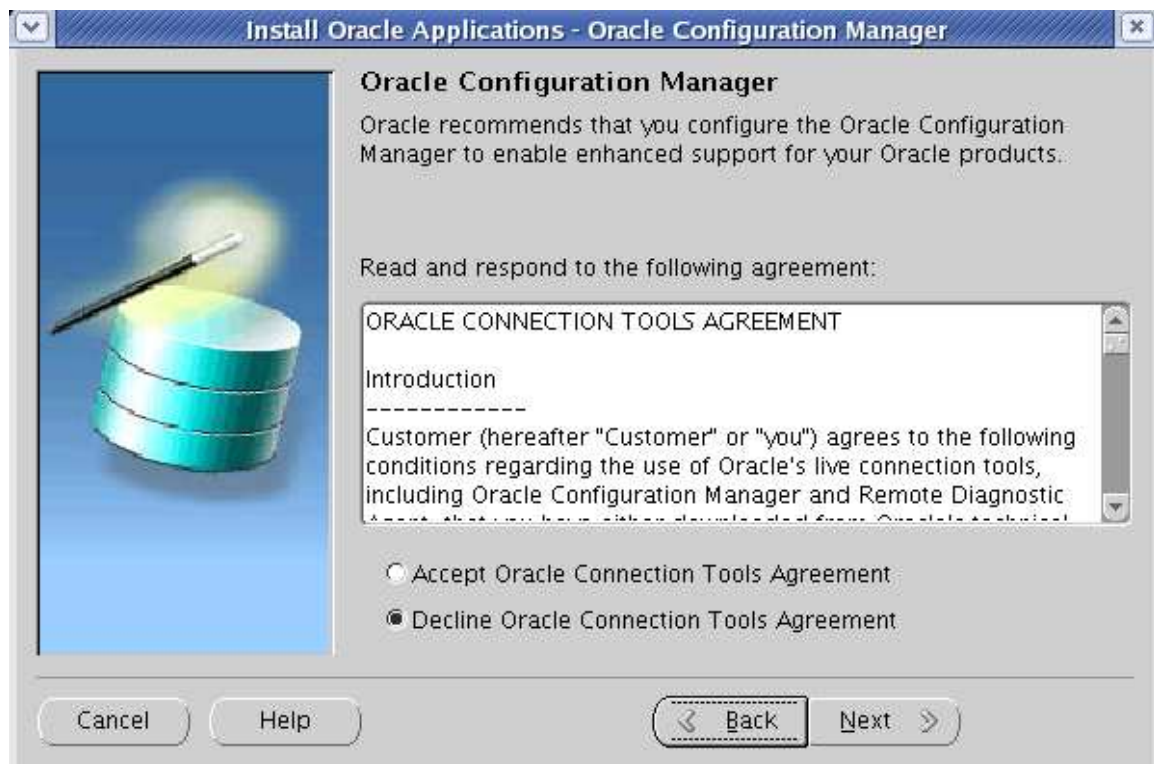 Install Oracle Applications - Oracle Configuration Manager
Oracle Configuration Manager
Oracle recommends that you configure the Oracle Configuration
Manager to enable enhanced support for your Oracle products.
Read and respond to the following agreement:
ORACLE CONNECTION TOOLS AGREEMENT
Introduction
------------
Customer (hereafter "Customer" or "you") agrees to the following
conditions regarding the use of Oracle's live connection tools,
including Oracle Configuration Manager and Remote Diagnostic
Accept Oracle Connection Tools Agreement
Decline Oracle Connection Tools Agreement
Cancel Help Back Next